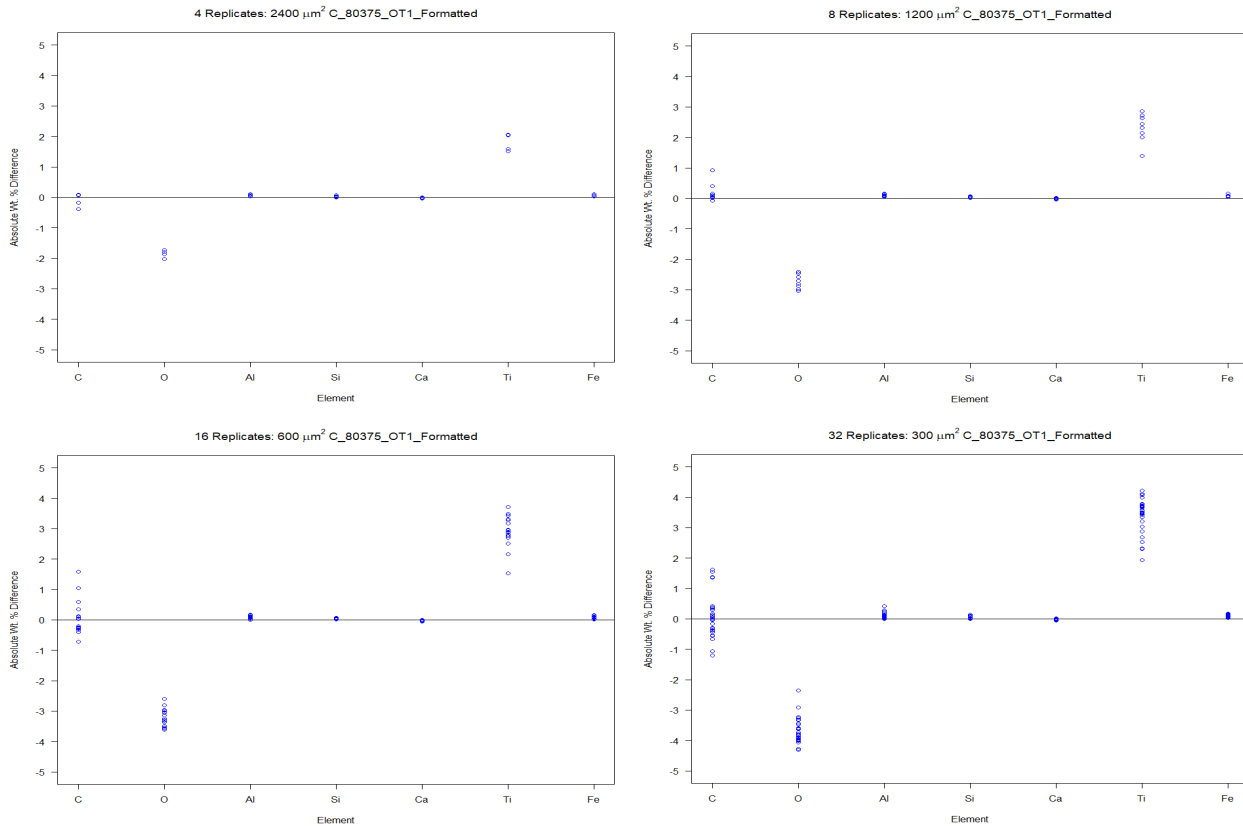 4 Replicates: 2400 μm² C_80375_OT1_Formatted
Absolute Wt. % Difference
5
4
3
2
1
0
-1
-2
-3
-4
-5
C O Al Si Ca Ti Fe
Element
8 Replicates: 1200 μm² C_80375_OT1_Formatted
Absolute Wt. % Difference
5
4
3
2
1
0
-1
-2
-3
-4
-5
C O Al Si Ca Ti Fe
Element
16 Replicates: 600 μm² C_80375_OT1_Formatted
Absolute Wt. % Difference
5
4
3
2
1
0
-1
-2
-3
-4
-5
C O Al Si Ca Ti Fe
Element
32 Replicates: 300 μm² C_80375_OT1_Formatted
Absolute Wt. % Difference
5
4
3
2
1
0
-1
-2
-3
-4
-5
C O Al Si Ca Ti Fe
Element